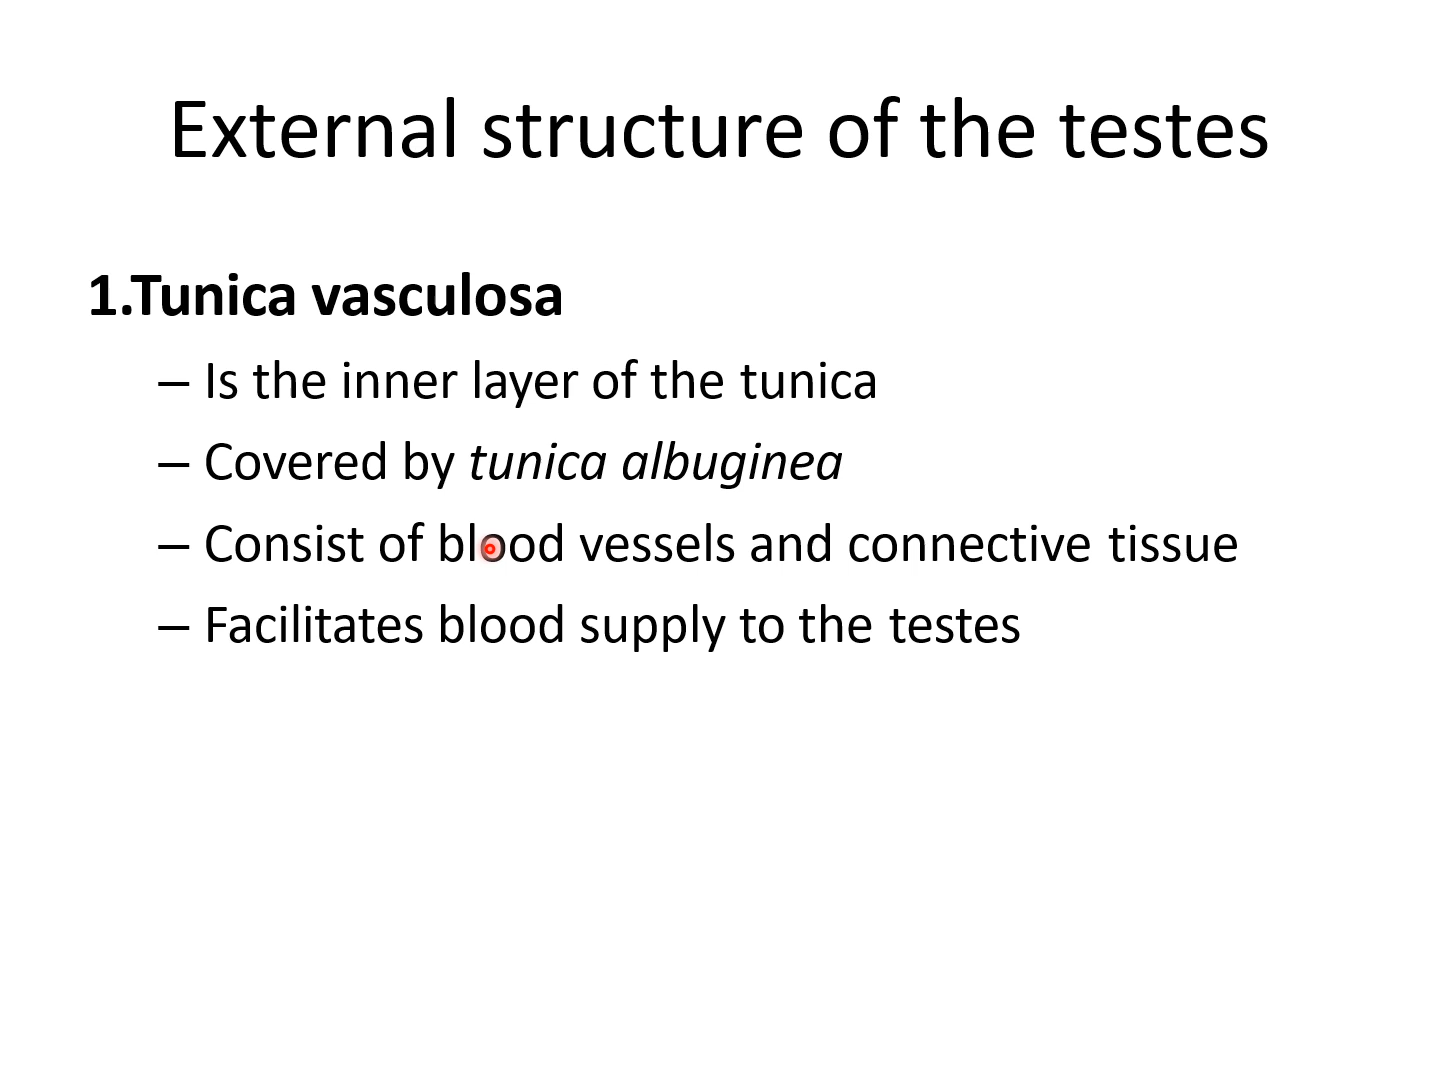 External structure of the testes
1.Tunica vasculosa
– Is the inner layer of the tunica
– Covered by tunica albuginea
– Consist of blood vessels and connective tissue
– Facilitates blood supply to the testes